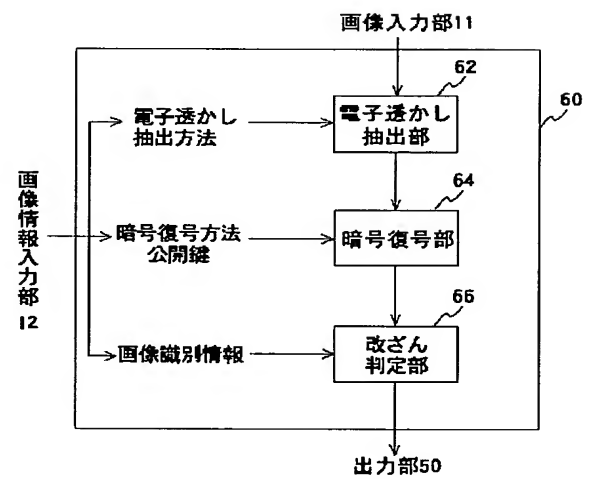 画像入力部11
62
60
電子透かし
抽出方法
電子透かし
抽出部
64
画像情報入力部12
暗号復号方法
公開鍵
暗号復号部
66
画像識別情報
改ざん
判定部
出力部50